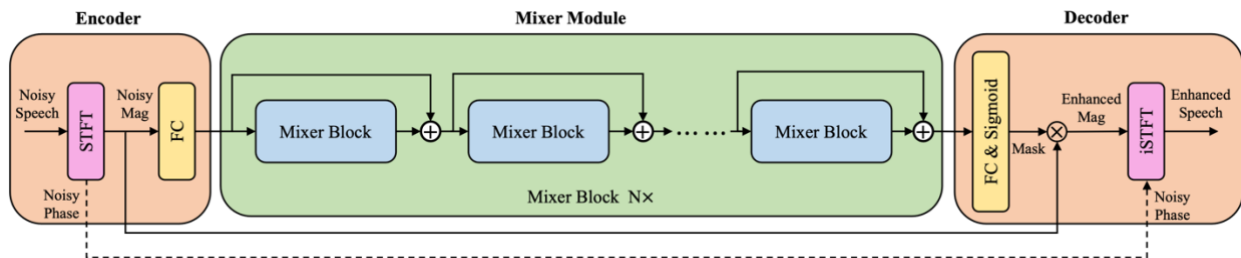 Encoder
Mixer Module
Decoder
Noisy
Speech
STFT
Noisy
Mag
FC
Noisy
Phase
Mixer Block
Mixer Block
... ...
Mixer Block
Mixer Block N×
FC & Sigmoid
Mask
Enhanced
Mag
iSTFT
Enhanced
Speech
Noisy
Phase